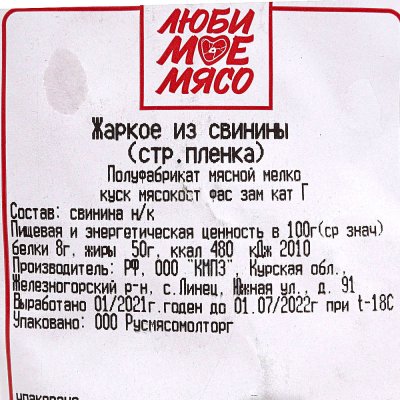 ЛЮБИ
МОЕ
МЯСО
Жаркое из свинины
(стр.пленка)
Полуфабрикат мясной мелко
куск мясокост фас зам кат Г
Состав: свинина н/к
Пищевая и энергетическая ценность в 100г(ср знач)
белки 8г, жиры 50г, ккал 480 кДж 2010
Производитель: РФ, ООО "КМПЗ", Курская обл.,
Железногорский р-н, с.Линец, Южная ул., д. 91
Выработано 01/2021г.годен до 01.07/2022г при t-18С
Упаковано: ООО Русмясомолторг
упаковано